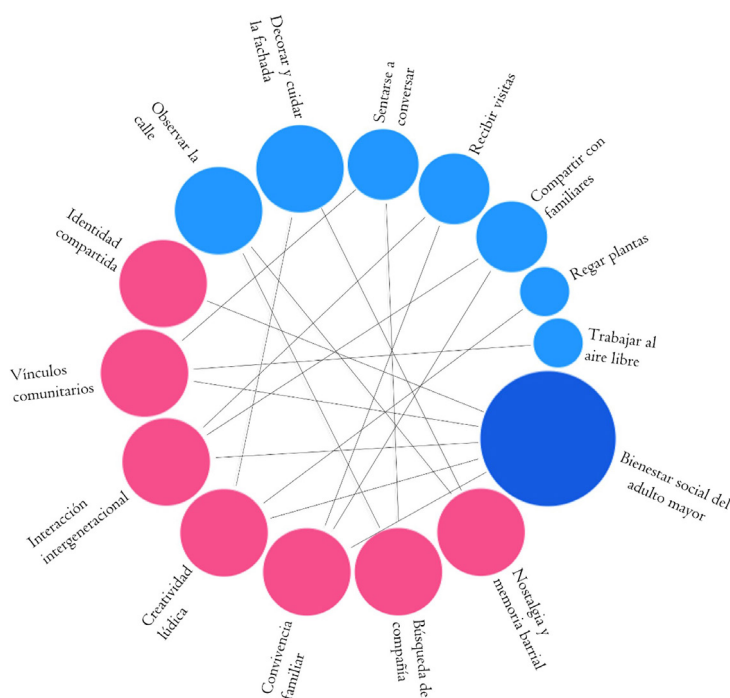 Decorar y cuidar
la fachada
Sentarse a
conversar
Recibir visitas
Compartir con
familiares
Regar plantas
Trabajar al
aire libre
Bienestar social del
adulto mayor
Nostalgia y
memoria barrial
Búsqueda de
compañía
Convivencia
familiar
Creatividad
lúdica
Interacción
intergeneracional
Vínculos
comunitarios
Identidad
compartida
Observar la
calle